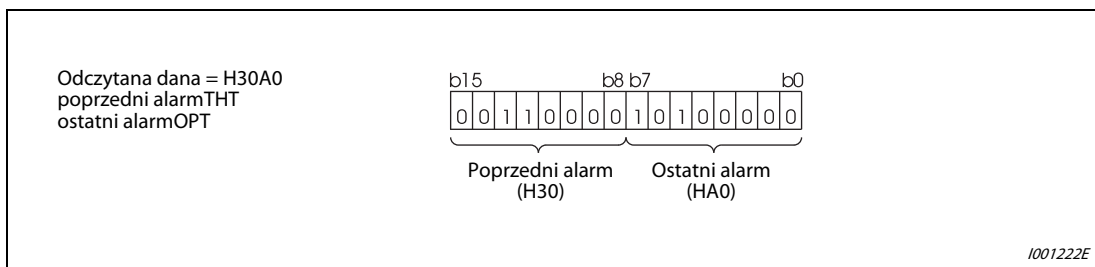 Odczytana dana = H30A0
poprzedni alarmTHT
ostatni alarmOPT
b15 b8 b7 b0
0 0 1 1 0 0 0 0 1 0 1 0 0 0 0 0
Poprzedni alarm Ostatni alarm
(H30) (HA0)
I001222E